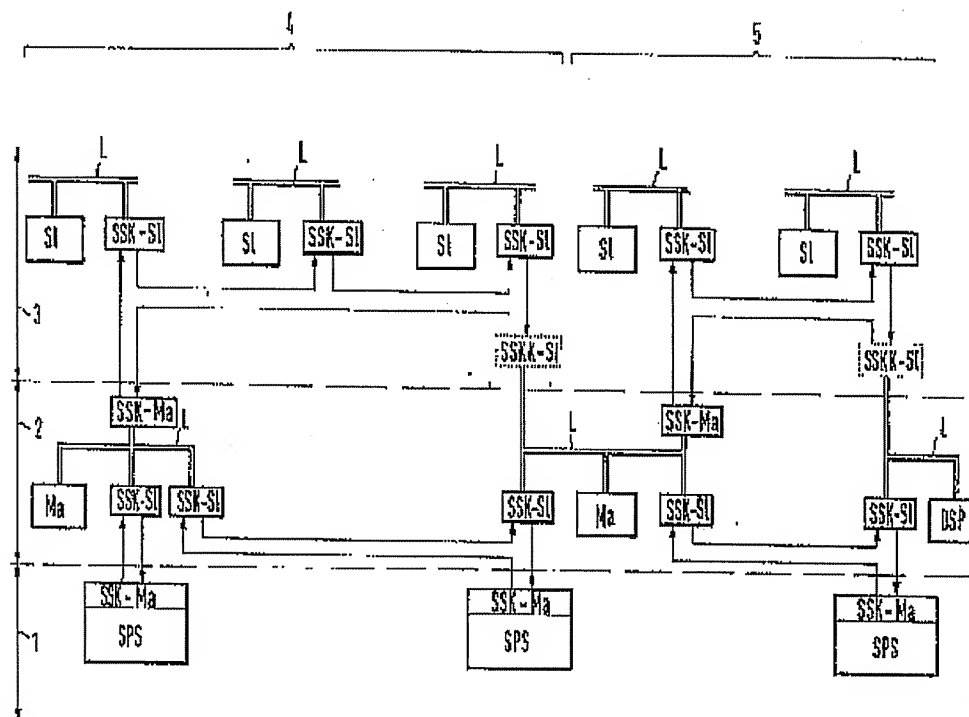 4 5
L L L L L
Sl SSK-Sl Sl SSK-Sl Sl SSK-Sl Sl SSK-Sl Sl SSK-Sl
3
SSKK-Sl SSKK-Sl
2
SSK-Ma SSK-Ma
L L L
Ma SSK-Sl SSK-Sl SSK-Sl Ma SSK-Sl SSK-Sl DSP
SSK-Ma SSK-Ma SSK-Ma
1
SPS SPS SPS